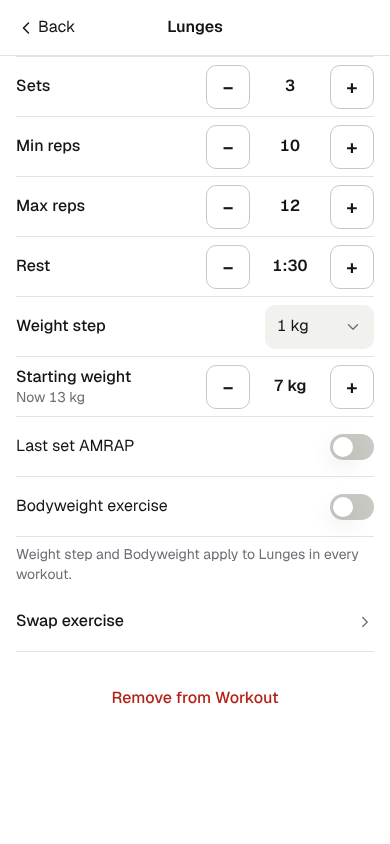 Back
Lunges
Sets
– 3 +
Min reps
– 10 +
Max reps
– 12 +
Rest
– 1:30 +
Weight step
1 kg
Starting weight
Now 13 kg
– 7 kg +
Last set AMRAP
Bodyweight exercise
Weight step and Bodyweight apply to Lunges in every
workout.
Swap exercise
Remove from Workout